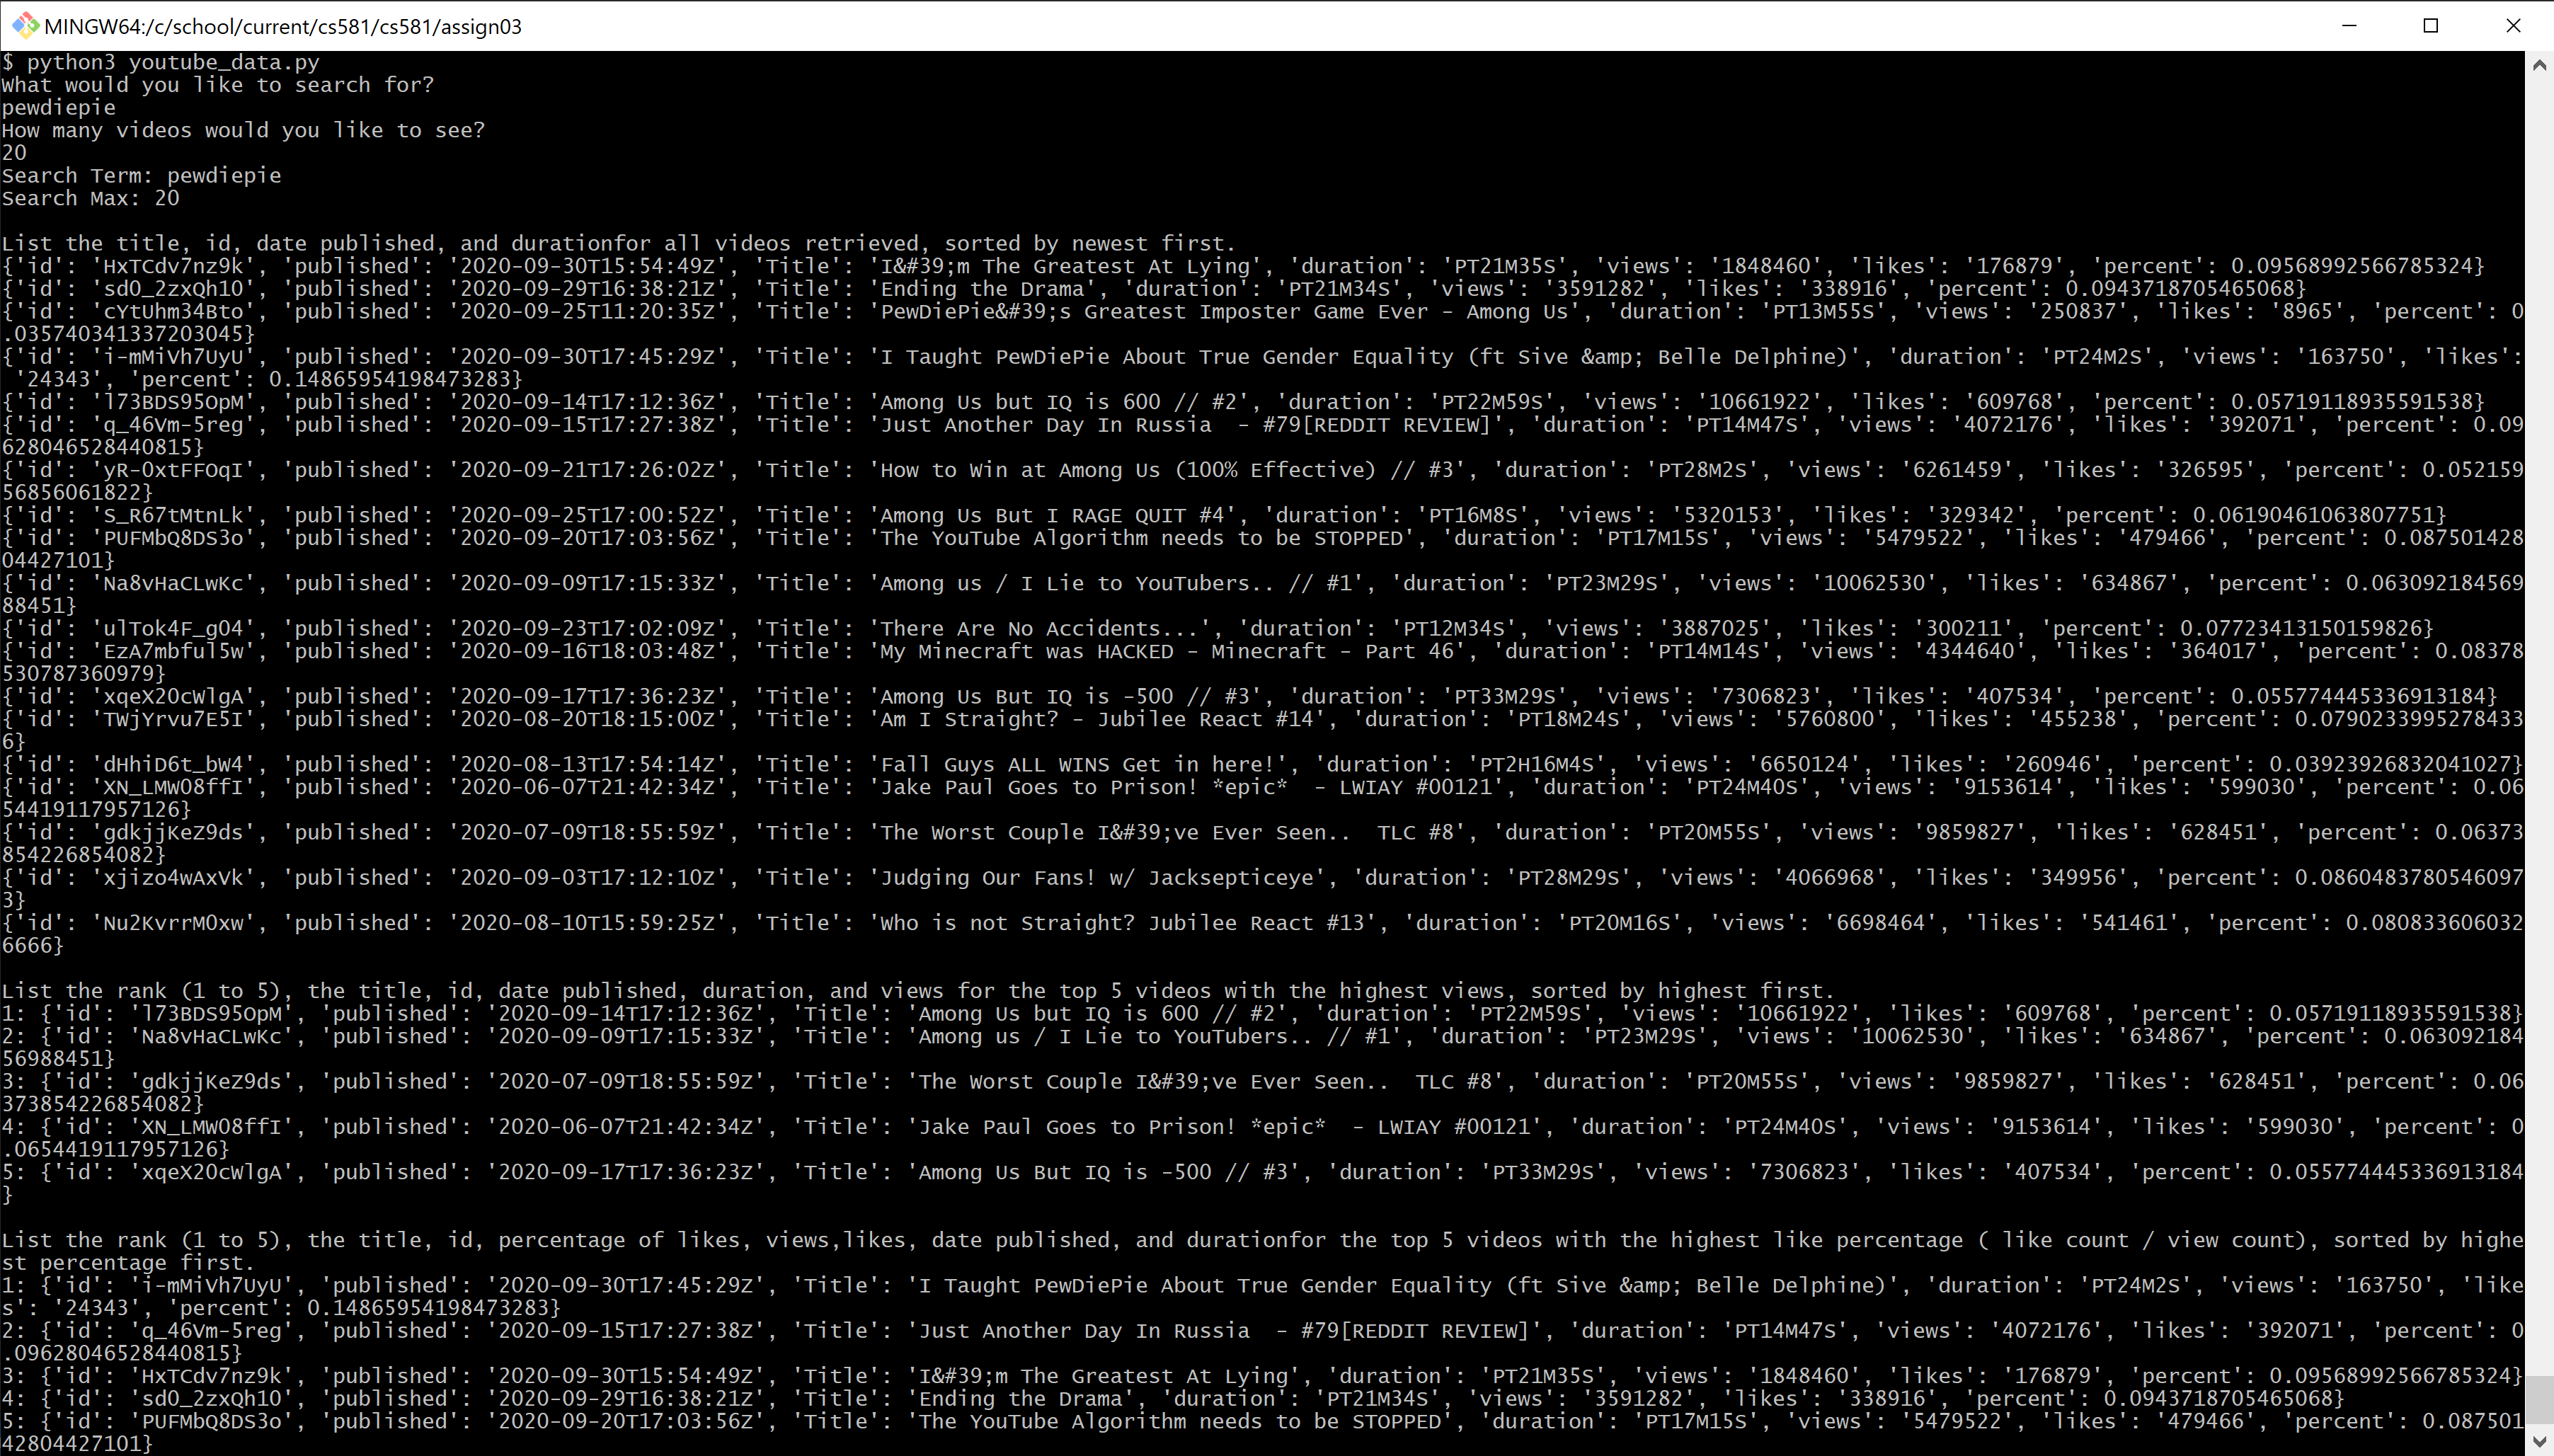 MINGW64:/c/school/current/cs581/cs581/assign03
$ python3 youtube_data.py
What would you like to search for?
pewdiepie
How many videos would you like to see?
20
Search Term: pewdiepie
Search Max: 20
List the title, id, date published, and durationfor all videos retrieved, sorted by newest first.
{'id': 'HxTCdv7nz9k', 'published': '2020-09-30T15:54:49Z', 'Title': 'I&#39;m The Greatest At Lying', 'duration': 'PT21M35S', 'views': '1848460', 'likes': '176879', 'percent': 0.09568992566785324}
{'id': 'sd0_2zxQh10', 'published': '2020-09-29T16:38:21Z', 'Title': 'Ending the Drama', 'duration': 'PT21M34S', 'views': '3591282', 'likes': '338916', 'percent': 0.0943718705465068}
{'id': 'cYtUhm34Bto', 'published': '2020-09-25T11:20:35Z', 'Title': 'PewDiePie&#39;s Greatest Imposter Game Ever - Among Us', 'duration': 'PT13M55S', 'views': '250837', 'likes': '8965', 'percent': 0
.035740341337203045}
{'id': 'i-mMiVh7UyU', 'published': '2020-09-30T17:45:29Z', 'Title': 'I Taught PewDiePie About True Gender Equality (ft Sive &amp; Belle Delphine)', 'duration': 'PT24M2S', 'views': '163750', 'likes':
 '24343', 'percent': 0.14865954198473283}
{'id': 'l73BDS95OpM', 'published': '2020-09-14T17:12:36Z', 'Title': 'Among Us but IQ is 600 // #2', 'duration': 'PT22M59S', 'views': '10661922', 'likes': '609768', 'percent': 0.05719118935591538}
{'id': 'q_46Vm-5reg', 'published': '2020-09-15T17:27:38Z', 'Title': 'Just Another Day In Russia  - #79[REDDIT REVIEW]', 'duration': 'PT14M47S', 'views': '4072176', 'likes': '392071', 'percent': 0.09
628046528440815}
{'id': 'yR-0xtFFOqI', 'published': '2020-09-21T17:26:02Z', 'Title': 'How to Win at Among Us (100% Effective) // #3', 'duration': 'PT28M2S', 'views': '6261459', 'likes': '326595', 'percent': 0.052159
56856061822}
{'id': 'S_R67tMtnLk', 'published': '2020-09-25T17:00:52Z', 'Title': 'Among Us But I RAGE QUIT #4', 'duration': 'PT16M8S', 'views': '5320153', 'likes': '329342', 'percent': 0.06190461063807751}
{'id': 'PUFMbQ8DS3o', 'published': '2020-09-20T17:03:56Z', 'Title': 'The YouTube Algorithm needs to be STOPPED', 'duration': 'PT17M15S', 'views': '5479522', 'likes': '479466', 'percent': 0.087501428
04427101}
{'id': 'Na8vHaCLwKc', 'published': '2020-09-09T17:15:33Z', 'Title': 'Among us / I Lie to YouTubers.. // #1', 'duration': 'PT23M29S', 'views': '10062530', 'likes': '634867', 'percent': 0.063092184569
88451}
{'id': 'ulTok4F_g04', 'published': '2020-09-23T17:02:09Z', 'Title': 'There Are No Accidents...', 'duration': 'PT12M34S', 'views': '3887025', 'likes': '300211', 'percent': 0.07723413150159826}
{'id': 'EzA7mbful5w', 'published': '2020-09-16T18:03:48Z', 'Title': 'My Minecraft was HACKED - Minecraft - Part 46', 'duration': 'PT14M14S', 'views': '4344640', 'likes': '364017', 'percent': 0.08378
530787360979}
{'id': 'xqeX20cWlgA', 'published': '2020-09-17T17:36:23Z', 'Title': 'Among Us But IQ is -500 // #3', 'duration': 'PT33M29S', 'views': '7306823', 'likes': '407534', 'percent': 0.055774445336913184}
{'id': 'TWjYrvu7E5I', 'published': '2020-08-20T18:15:00Z', 'Title': 'Am I Straight? - Jubilee React #14', 'duration': 'PT18M24S', 'views': '5760800', 'likes': '455238', 'percent': 0.0790233995278433
6}
{'id': 'dHhiD6t_bW4', 'published': '2020-08-13T17:54:14Z', 'Title': 'Fall Guys ALL WINS Get in here!', 'duration': 'PT2H16M4S', 'views': '6650124', 'likes': '260946', 'percent': 0.03923926832041027}
{'id': 'XN_LMW08ffI', 'published': '2020-06-07T21:42:34Z', 'Title': 'Jake Paul Goes to Prison! *epic*  - LWIAY #00121', 'duration': 'PT24M40S', 'views': '9153614', 'likes': '599030', 'percent': 0.06
544191179571​26}
{'id': 'gdkjjKeZ9ds', 'published': '2020-07-09T18:55:59Z', 'Title': 'The Worst Couple I&#39;ve Ever Seen..  TLC #8', 'duration': 'PT20M55S', 'views': '9859827', 'likes': '628451', 'percent': 0.06373
854226854082}
{'id': 'xjizo4wAxVk', 'published': '2020-09-03T17:12:10Z', 'Title': 'Judging Our Fans! w/ Jacksepticeye', 'duration': 'PT28M29S', 'views': '4066968', 'likes': '349956', 'percent': 0.0860483780546097
3}
{'id': 'Nu2KvrrM0xw', 'published': '2020-08-10T15:59:25Z', 'Title': 'Who is not Straight? Jubilee React #13', 'duration': 'PT20M16S', 'views': '6698464', 'likes': '541461', 'percent': 0.080833606032
6666}
List the rank (1 to 5), the title, id, date published, duration, and views for the top 5 videos with the highest views, sorted by highest first.
1: {'id': 'l73BDS95OpM', 'published': '2020-09-14T17:12:36Z', 'Title': 'Among Us but IQ is 600 // #2', 'duration': 'PT22M59S', 'views': '10661922', 'likes': '609768', 'percent': 0.05719118935591538}
2: {'id': 'Na8vHaCLwKc', 'published': '2020-09-09T17:15:33Z', 'Title': 'Among us / I Lie to YouTubers.. // #1', 'duration': 'PT23M29S', 'views': '10062530', 'likes': '634867', 'percent': 0.063092184
56988451}
3: {'id': 'gdkjjKeZ9ds', 'published': '2020-07-09T18:55:59Z', 'Title': 'The Worst Couple I&#39;ve Ever Seen..  TLC #8', 'duration': 'PT20M55S', 'views': '9859827', 'likes': '628451', 'percent': 0.06
373854226854082}
4: {'id': 'XN_LMW08ffI', 'published': '2020-06-07T21:42:34Z', 'Title': 'Jake Paul Goes to Prison! *epic*  - LWIAY #00121', 'duration': 'PT24M40S', 'views': '9153614', 'likes': '599030', 'percent': 0
.0654419117957126}
5: {'id': 'xqeX20cWlgA', 'published': '2020-09-17T17:36:23Z', 'Title': 'Among Us But IQ is -500 // #3', 'duration': 'PT33M29S', 'views': '7306823', 'likes': '407534', 'percent': 0.055774445336913184
}
List the rank (1 to 5), the title, id, percentage of likes, views,likes, date published, and durationfor the top 5 videos with the highest like percentage ( like count / view count), sorted by highe
st percentage first.
1: {'id': 'i-mMiVh7UyU', 'published': '2020-09-30T17:45:29Z', 'Title': 'I Taught PewDiePie About True Gender Equality (ft Sive &amp; Belle Delphine)', 'duration': 'PT24M2S', 'views': '163750', 'like
s': '24343', 'percent': 0.14865954198473283}
2: {'id': 'q_46Vm-5reg', 'published': '2020-09-15T17:27:38Z', 'Title': 'Just Another Day In Russia  - #79[REDDIT REVIEW]', 'duration': 'PT14M47S', 'views': '4072176', 'likes': '392071', 'percent': 0
.09628046528440815}
3: {'id': 'HxTCdv7nz9k', 'published': '2020-09-30T15:54:49Z', 'Title': 'I&#39;m The Greatest At Lying', 'duration': 'PT21M35S', 'views': '1848460', 'likes': '176879', 'percent': 0.09568992566785324}
4: {'id': 'sd0_2zxQh10', 'published': '2020-09-29T16:38:21Z', 'Title': 'Ending the Drama', 'duration': 'PT21M34S', 'views': '3591282', 'likes': '338916', 'percent': 0.0943718705465068}
5: {'id': 'PUFMbQ8DS3o', 'published': '2020-09-20T17:03:56Z', 'Title': 'The YouTube Algorithm needs to be STOPPED', 'duration': 'PT17M15S', 'views': '5479522', 'likes': '479466', 'percent': 0.087501
42804427101}